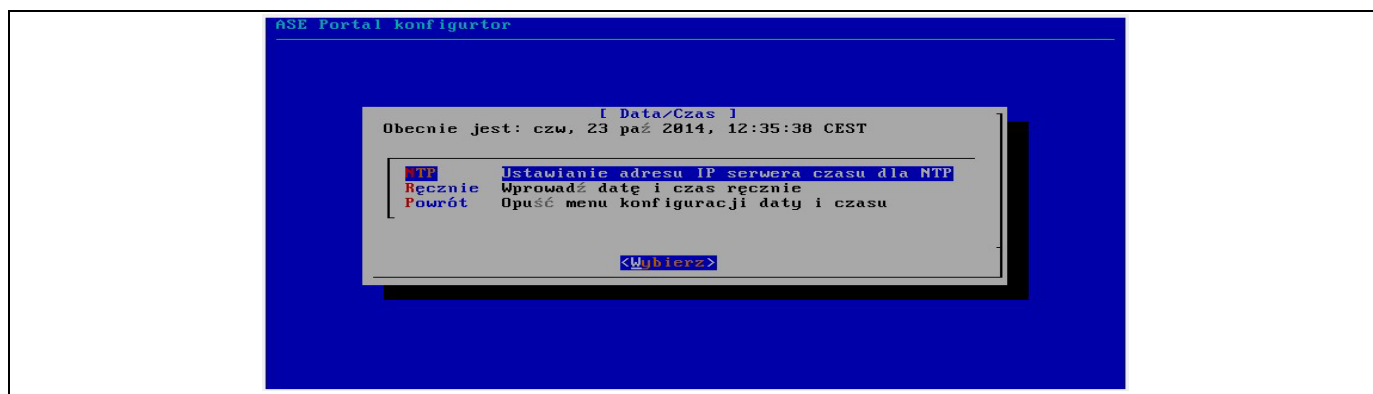 ASE Portal konfigurtor
[ Data/Czas ]
Obecnie jest: czw, 23 paź 2014, 12:35:38 CEST
NTP Ustawianie adresu IP serwera czasu dla NTP
Ręcznie Wprowadź datę i czas ręcznie
Powrót Opuść menu konfiguracji daty i czasu
<Wybierz>